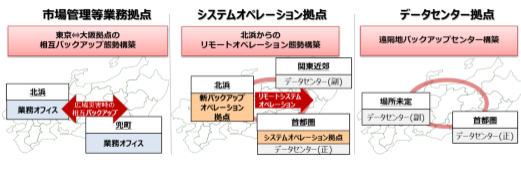 市場管理等業務拠点
東京⇔大阪拠点の
相互バックアップ態勢構築
北浜
業務オフィス
広域災害時の
相互バックアップ
兜町
業務オフィス
システムオペレーション拠点
北浜からの
リモートオペレーション態勢構築
関東近郊
データセンター(副)
北浜
新バックアップ
オペレーション
拠点
リモートシステム
オペレーション
首都圏
システムオペレーション拠点
データセンター(正)
データセンター拠点
遠隔地バックアップセンター構築
場所未定
データセンター(副)
首都圏
データセンター(正)